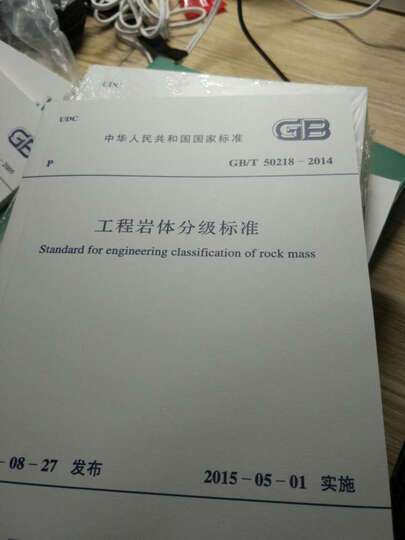 UDC
中华人民共和国国家标准
GB
P
GB/T 50218-2014
工程岩体分级标准
Standard for engineering classification of rock mass
-08-27 发布
2015-05-01 实施
UDC
GB